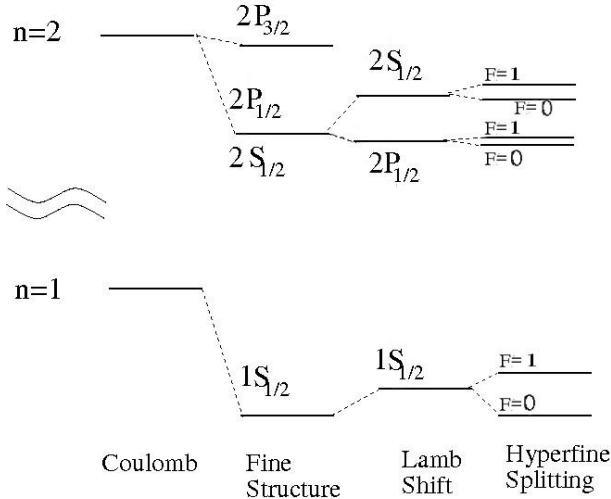 n=2
2P3/2
2P1/2
2S1/2
2S1/2
2P1/2
F=1
F=0
F=1
F=0
n=1
1S1/2
1S1/2
F=1
F=0
Coulomb
Fine
Structure
Lamb
Shift
Hyperfine
Splitting